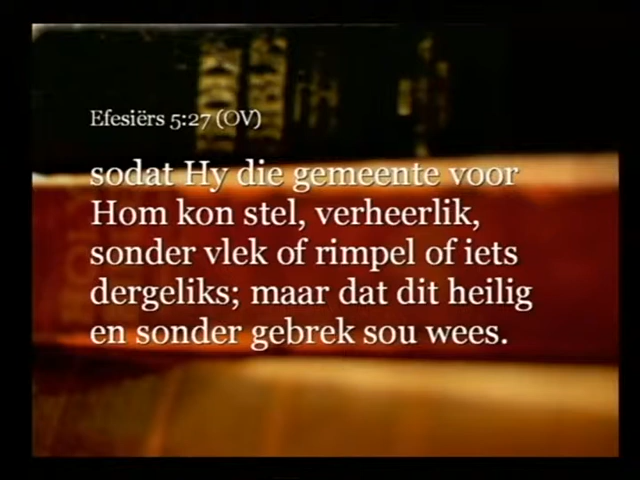 Efesiërs 5:27 (OV)
sodat Hy die gemeente voor
Hom kon stel, verheerlik,
sonder vlek of rimpel of iets
dergeliks; maar dat dit heilig
en sonder gebrek sou wees.